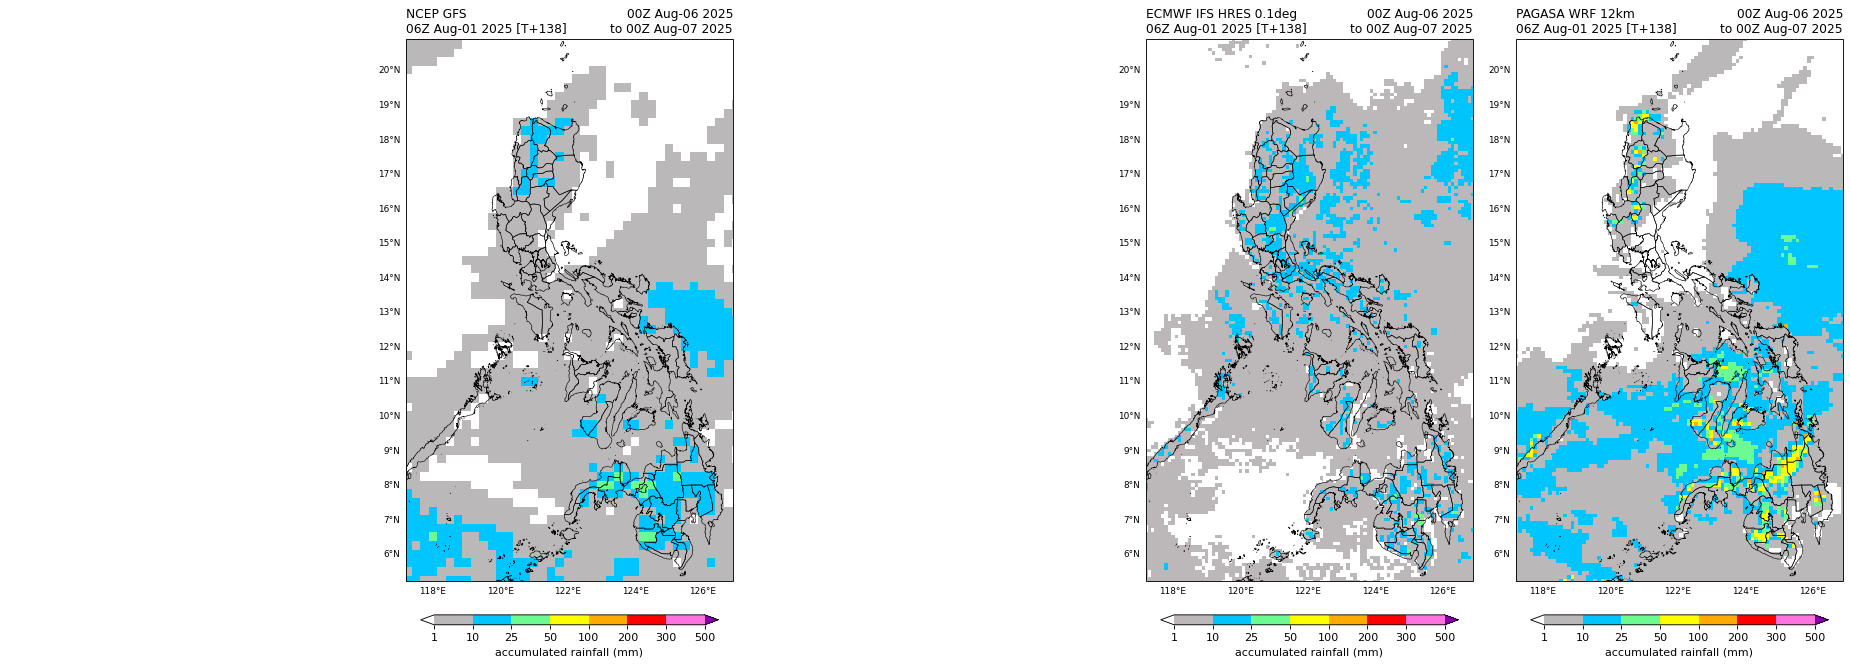 NCEP GFS 00Z Aug-06 2025
06Z Aug-01 2025 [T+138] to 00Z Aug-07 2025
20°N
19°N
18°N
17°N
16°N
15°N
14°N
13°N
12°N
11°N
10°N
9°N
8°N
7°N
6°N
118°E 120°E 122°E 124°E 126°E
1 10 25 50 100 200 300 500
accumulated rainfall (mm)
ECMWF IFS HRES 0.1deg 00Z Aug-06 2025
06Z Aug-01 2025 [T+138] to 00Z Aug-07 2025
20°N
19°N
18°N
17°N
16°N
15°N
14°N
13°N
12°N
11°N
10°N
9°N
8°N
7°N
6°N
118°E 120°E 122°E 124°E 126°E
1 10 25 50 100 200 300 500
accumulated rainfall (mm)
PAGASA WRF 12km 00Z Aug-06 2025
06Z Aug-01 2025 [T+138] to 00Z Aug-07 2025
20°N
19°N
18°N
17°N
16°N
15°N
14°N
13°N
12°N
11°N
10°N
9°N
8°N
7°N
6°N
118°E 120°E 122°E 124°E 126°E
1 10 25 50 100 200 300 500
accumulated rainfall (mm)